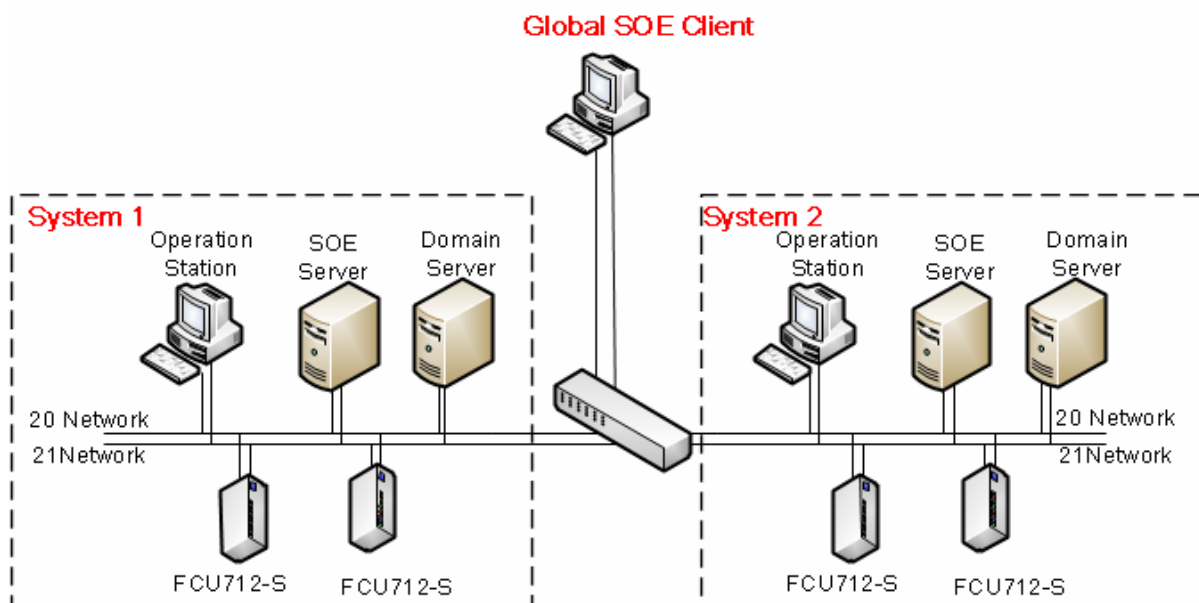 Global SOE Client
System 1
Operation
Station
SOE
Server
Domain
Server
20 Network
21Network
FCU712-S
FCU712-S
System 2
Operation
Station
SOE
Server
Domain
Server
20 Network
21Network
FCU712-S
FCU712-S